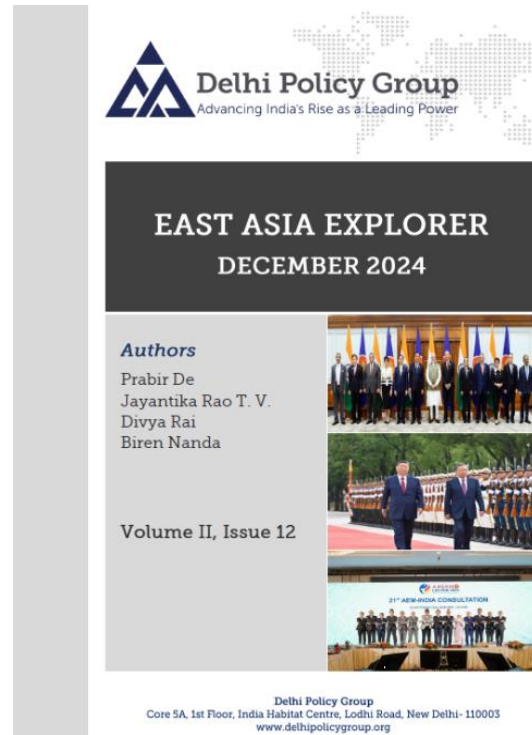 Delhi Policy Group
Advancing India's Rise as a Leading Power
EAST ASIA EXPLORER
DECEMBER 2024
Authors
Prabir De
Jayantika Rao T. V.
Divya Rai
Biren Nanda
Volume II, Issue 12
21ST AEM-INDIA CONSULTATION
Delhi Policy Group
Core 5A, 1st Floor, India Habitat Centre, Lodhi Road, New Delhi- 110003
www.delhipolicygroup.org